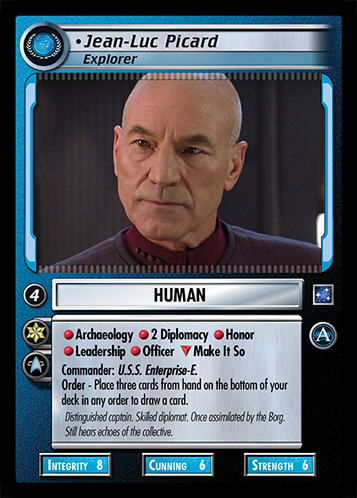 • Jean-Luc Picard
Explorer
4
HUMAN
A
Archaeology 2 Diplomacy Honor
Leadership Officer Make It So
Commander: U.S.S. Enterprise-E.
Order - Place three cards from hand on the bottom of your
deck in any order to draw a card.
Distinguished captain. Skilled diplomat. Once assimilated by the Borg.
Still hears echoes of the collective.
INTEGRITY 8 CUNNING 6 STRENGTH 6